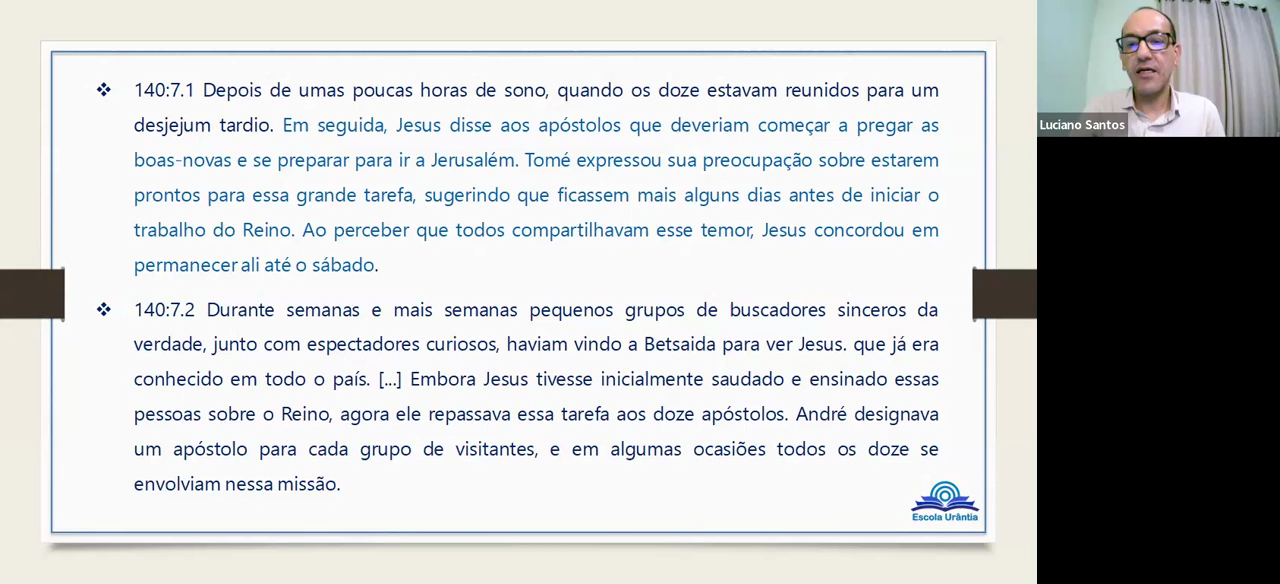 140:7.1 Depois de umas poucas horas de sono, quando os doze estavam reunidos para um
desjejum tardio. Em seguida, Jesus disse aos apóstolos que deveriam começar a pregar as
boas-novas e se preparar para ir a Jerusalém. Tomé expressou sua preocupação sobre estarem
prontos para essa grande tarefa, sugerindo que ficassem mais alguns dias antes de iniciar o
trabalho do Reino. Ao perceber que todos compartilhavam esse temor, Jesus concordou em
permanecer ali até o sábado.
140:7.2 Durante semanas e mais semanas pequenos grupos de buscadores sinceros da
verdade, junto com espectadores curiosos, haviam vindo a Betsaida para ver Jesus. que já era
conhecido em todo o país. [...] Embora Jesus tivesse inicialmente saudado e ensinado essas
pessoas sobre o Reino, agora ele repassava essa tarefa aos doze apóstolos. André designava
um apóstolo para cada grupo de visitantes, e em algumas ocasiões todos os doze se
envolviam nessa missão.
Escola Urântia
Luciano Santos